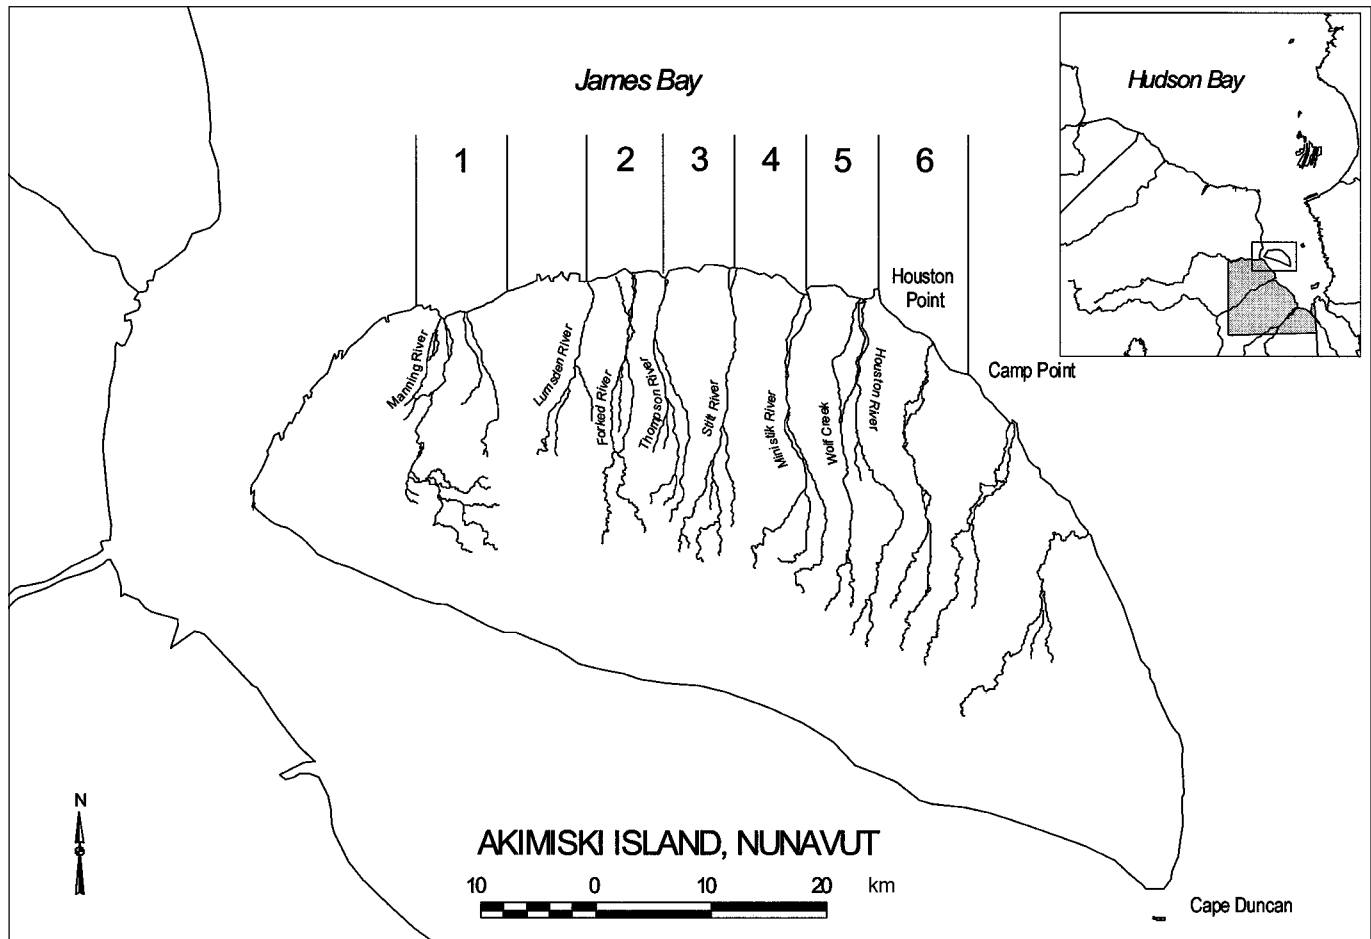 James Bay
Hudson Bay
1
2
3
4
5
6
Houston
Point
Camp Point
Manning River
Lumsden River
Forked River
Thompson River
Stilt River
Ministik River
Wolf Creek
Houston River
N
AKIMISKI ISLAND, NUNAVUT
10 0 10 20 km
Cape Duncan